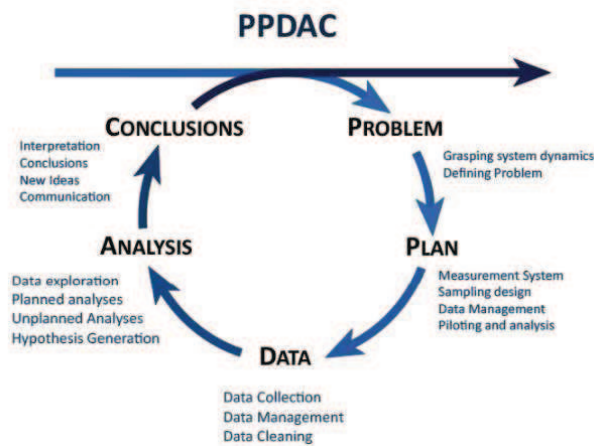 PPDAC
CONCLUSIONS
PROBLEM
Interpretation
Conclusions
New Ideas
Communication
Grasping system dynamics
Defining Problem
ANALYSIS
PLAN
Data exploration
Planned analyses
Unplanned Analyses
Hypothesis Generation
Measurement System
Sampling design
Data Management
Piloting and analysis
DATA
Data Collection
Data Management
Data Cleaning